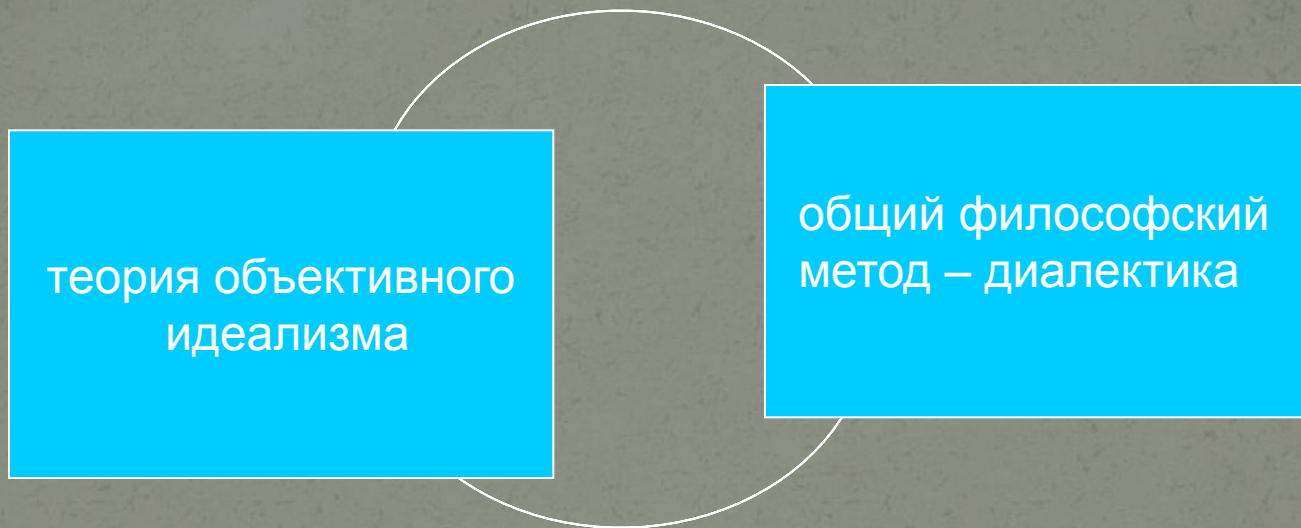 теория объективного
идеализма
общий философский
метод – диалектика